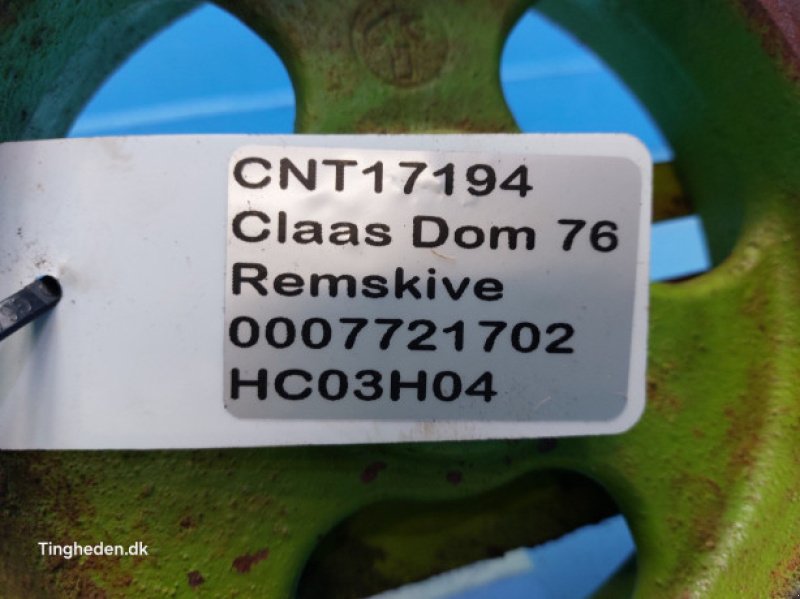 CNT17194
Claas Dom 76
Remskive
0007721702
HC03H04
Tingheden.dk